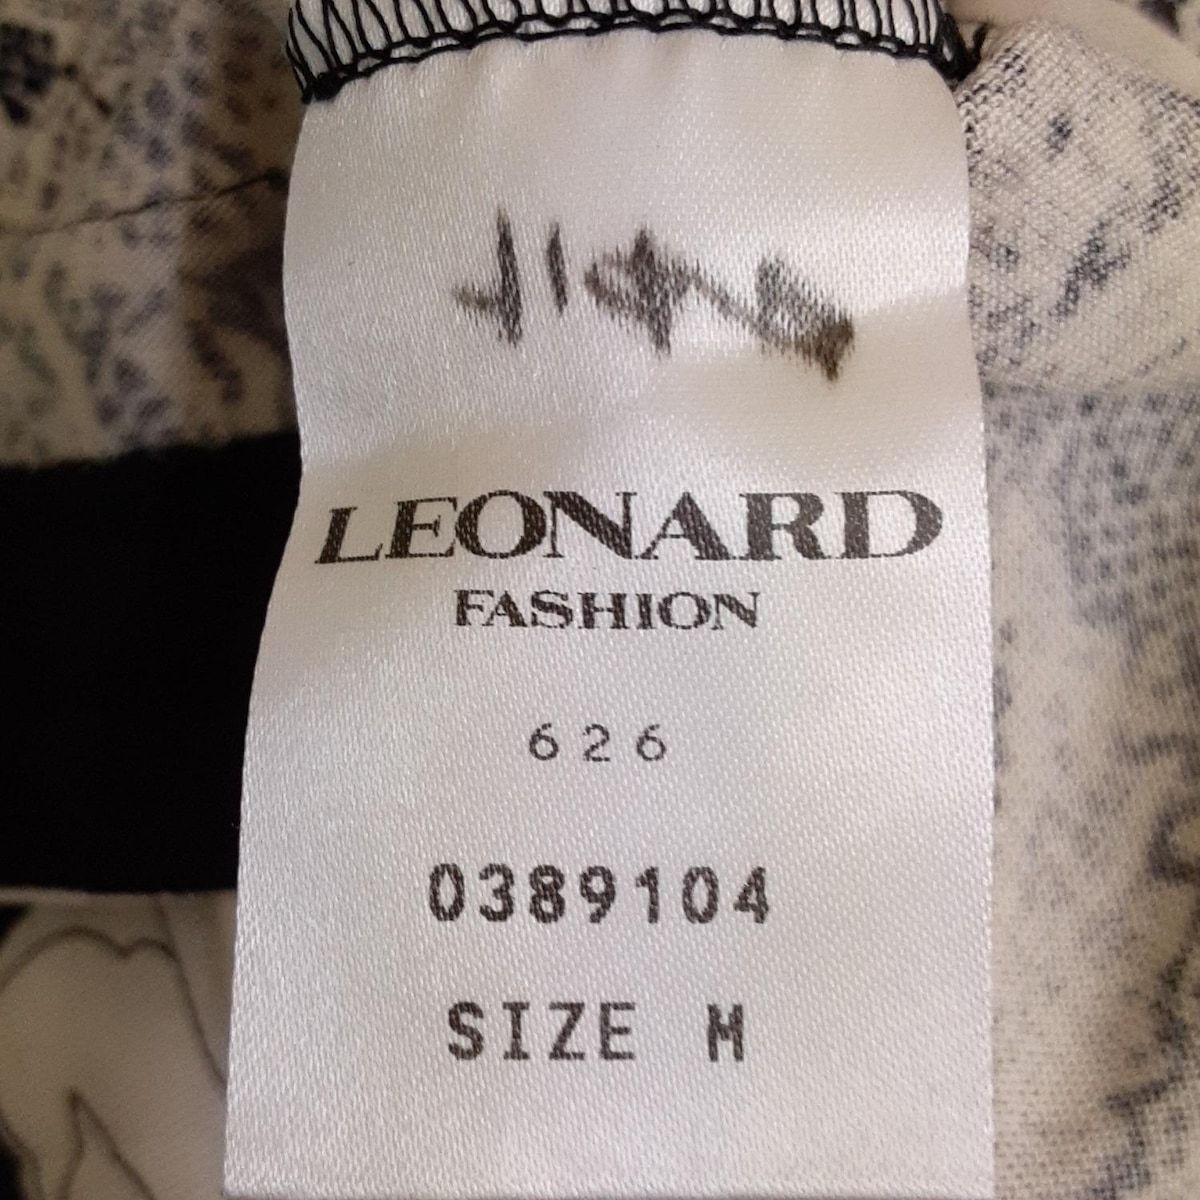 LEONARD
FASHION
626
0389104
SIZE M